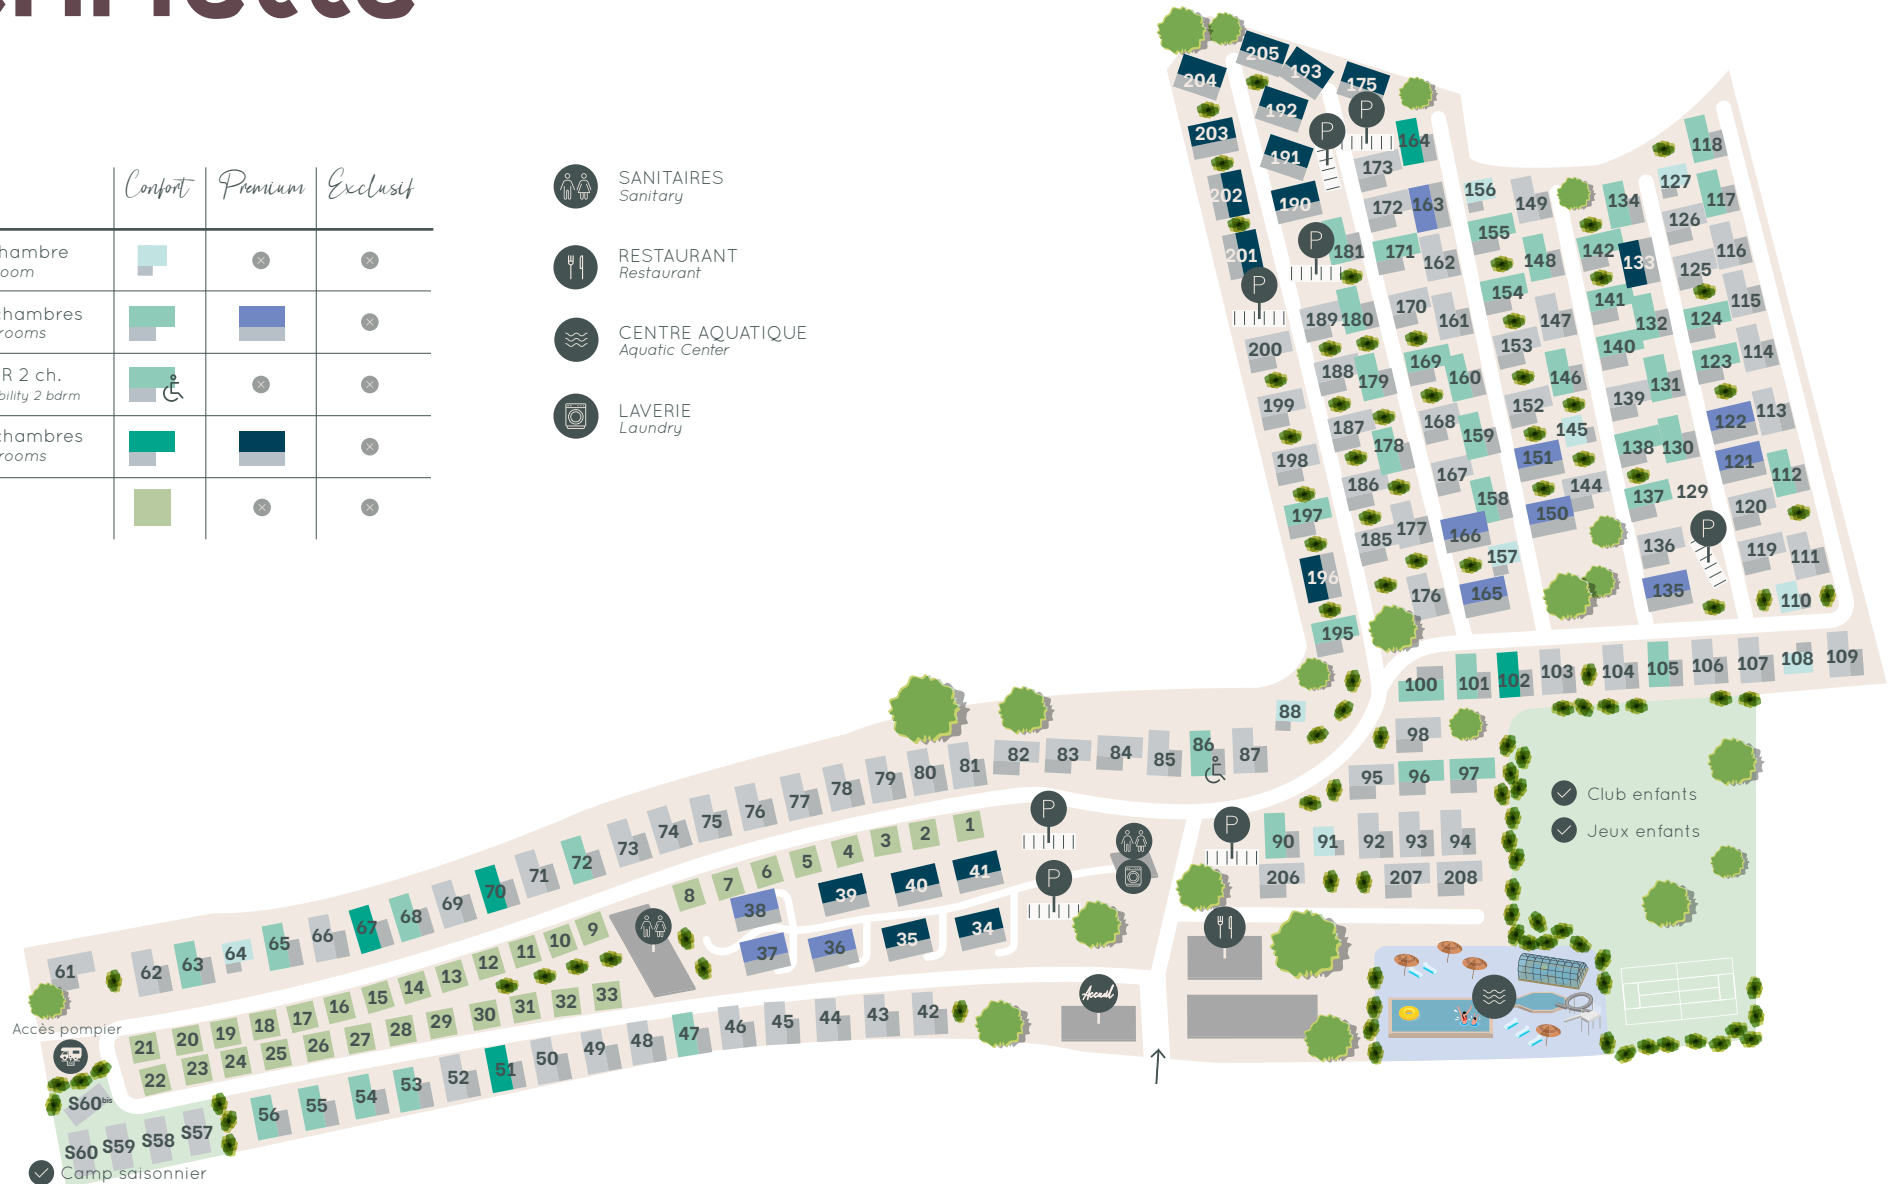 Confort Premium Exclusif
hambre
oom
chambres
rooms
R 2 ch.
bility 2 bdrm
chambres
rooms
SANITAIRES
Sanitary
RESTAURANT
Restaurant
CENTRE AQUATIQUE
Aquatic Center
LAVERIE
Laundry
205 193 175
204 192
203 191 164
173
202 190 172 163
201 181 171 162
156 149 134 127 118
155 126 117
148 142 133 116
154 141 125 115
189 180 170 161 147 132 124
200 153 140 123 114
188 179 169 160 146 131
199 152 139 113
187 168 145 122
178 159 151 138 130 121
198 186 167 144 112
197 158 150 137 129 120
185 177 166 136 119 111
P
P
P
P
P
196 157 135
176 165 110
195
100 101 102 103 104 105 106 107 108 109
88 98
82 83 84 85 86 87 95 96 97
Club enfants
Jeux enfants
73 74 75 76 77 78 79 80 81
61 62 63 64 65 66 67 68 69 70 71 72
P
P
P
90 91 92 93 94
206 207 208
8 7 6 5 4 3 2 1
38 39 40 41
37 36 35 34
21 20 19 18 17 16 15 14 13 12 11 10 9
22 23 24 25 26 27 28 29 30 31 32 33
Accueil
Accès pompier
56 55 54 53 52 51 50 49 48 47 46 45 44 43 42
S60bis
S60 S59 S58 S57
Camp saisonnier